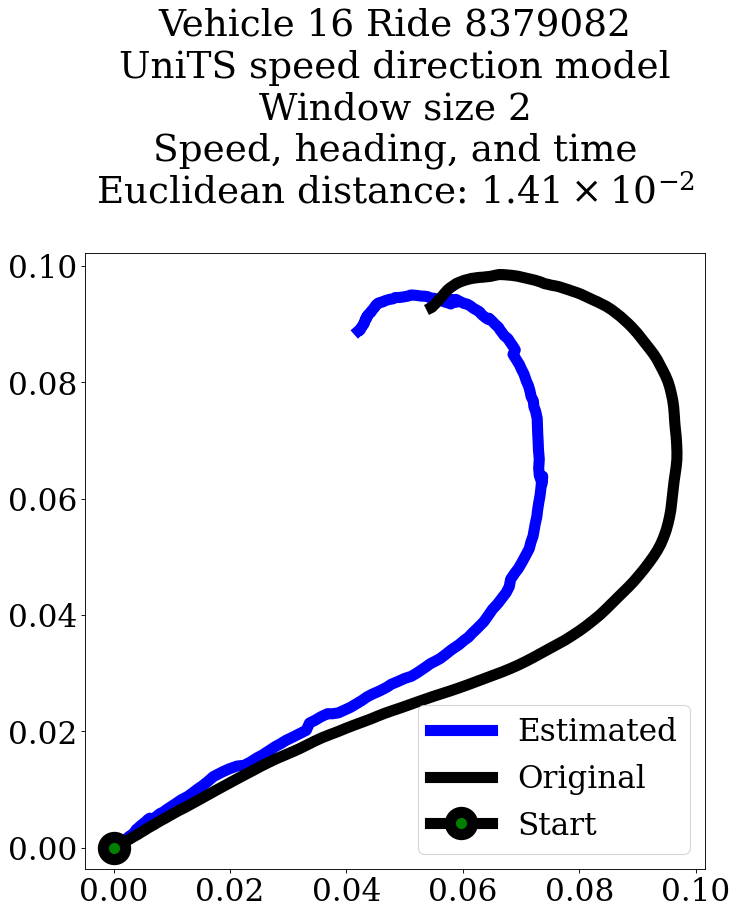 Vehicle 16 Ride 8379082
UniTS speed direction model
Window size 2
Speed, heading, and time
Euclidean distance: 1.41 × 10⁻²
0.10
0.08
0.06
0.04
0.02
0.00
Estimated
Original
Start
0.00 0.02 0.04 0.06 0.08 0.10